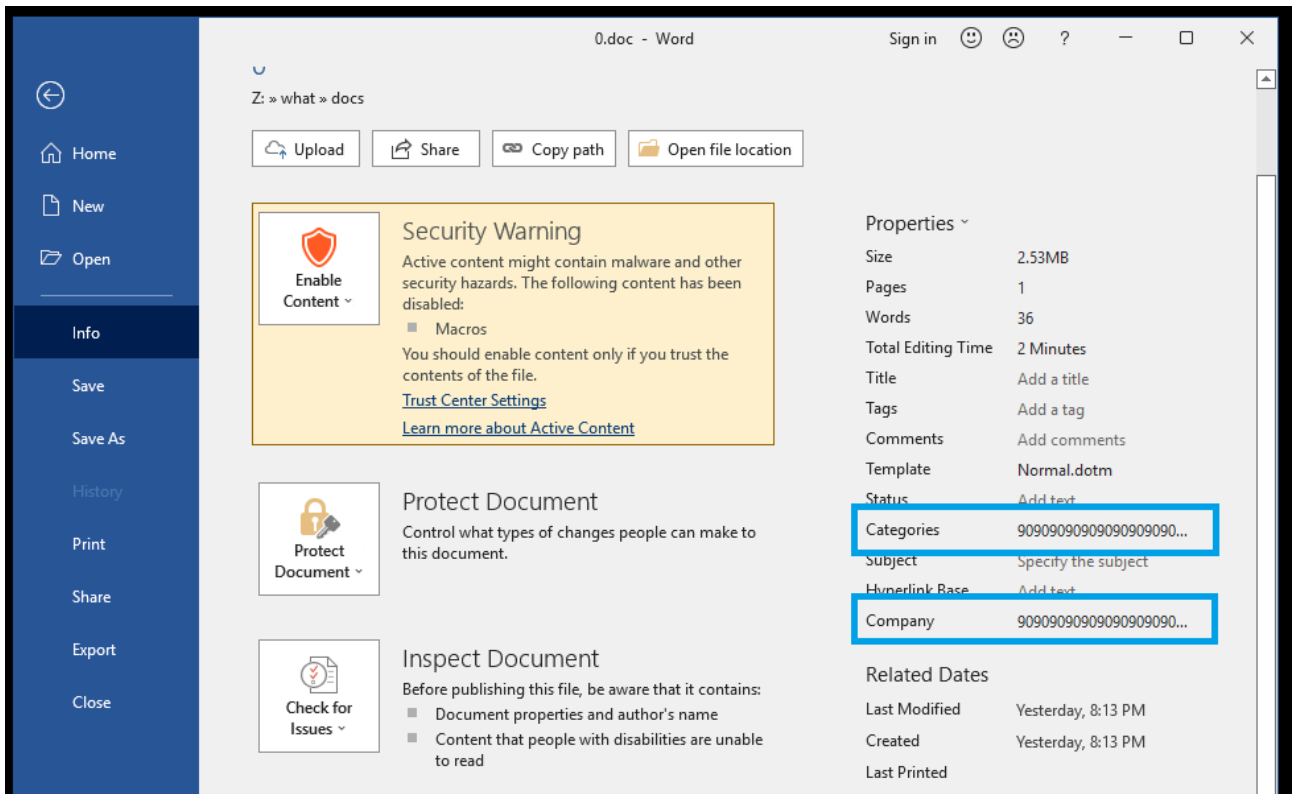 0.doc - Word
Sign in
?
Z: » what » docs
Upload
Share
Copy path
Open file location
Home
New
Open
Info
Save
Save As
History
Print
Share
Export
Close
Enable
Content
Security Warning
Active content might contain malware and other
security hazards. The following content has been
disabled:
Macros
You should enable content only if you trust the
contents of the file.
Trust Center Settings
Learn more about Active Content
Protect
Document
Protect Document
Control what types of changes people can make to
this document.
Check for
Issues
Inspect Document
Before publishing this file, be aware that it contains:
Document properties and author's name
Content that people with disabilities are unable
to read
Properties
Size 2.53MB
Pages 1
Words 36
Total Editing Time 2 Minutes
Title Add a title
Tags Add a tag
Comments Add comments
Template Normal.dotm
Status Add text
Categories 90909090909090909090...
Subject Specify the subject
Hyperlink Base Add text
Company 90909090909090909090...
Related Dates
Last Modified Yesterday, 8:13 PM
Created Yesterday, 8:13 PM
Last Printed